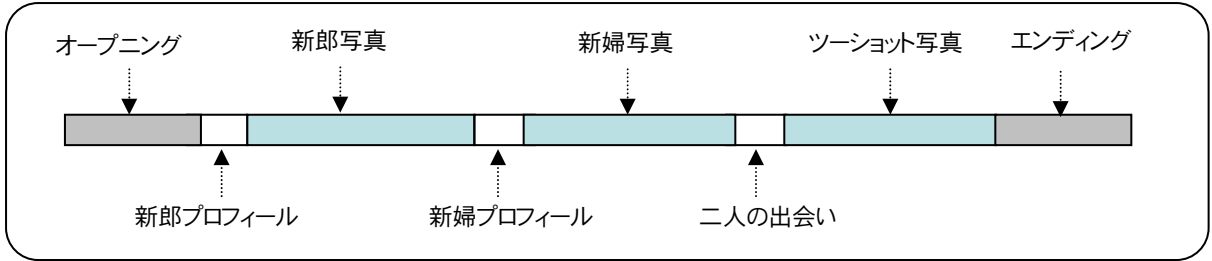 オープニング
新郎写真
新婦写真
ツーショット写真
エンディング
新郎プロフィール
新婦プロフィール
二人の出会い